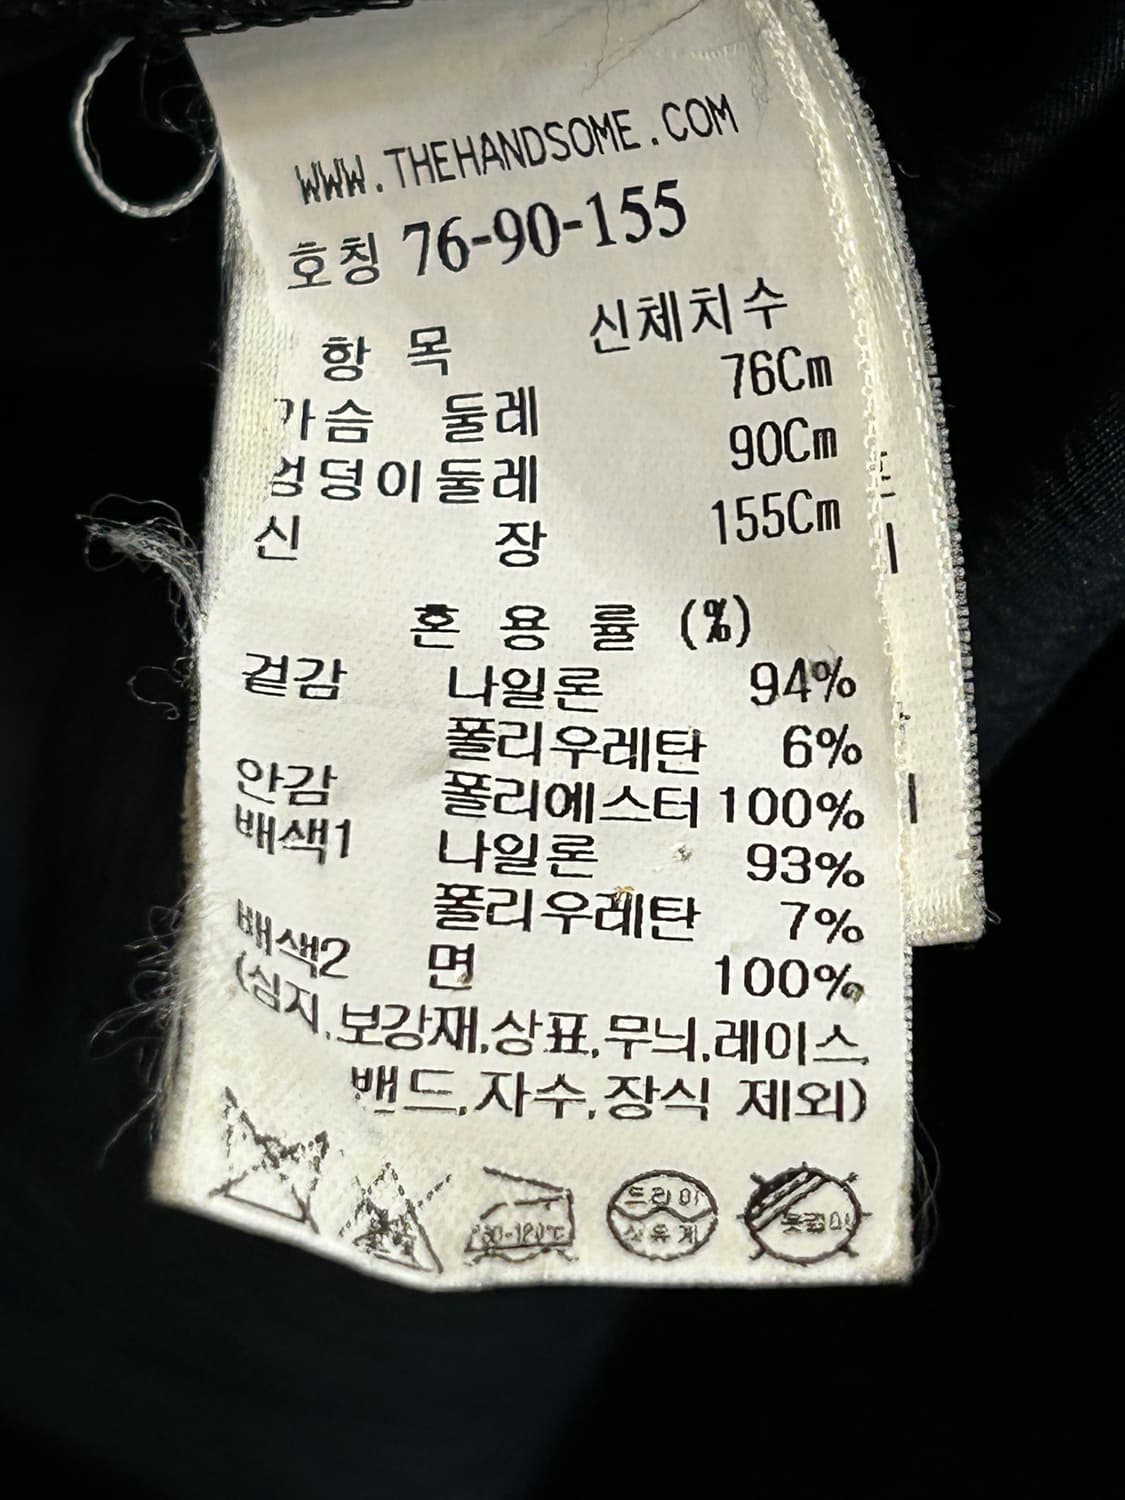 WWW.THEHANDSOME.COM
호칭 76-90-155
항 목 신체치수
가슴 둘레 76Cm
엉덩이둘레 90Cm
신 장 155Cm
혼 용 률 (%)
겉감 나일론 94%
폴리우레탄 6%
안감 폴리에스터 100%
배색1 나일론 93%
폴리우레탄 7%
배색2 면 100%
(심지,보강재,상표,무늬,레이스,
밴드,자수,장식 제외)
드라이
석유계